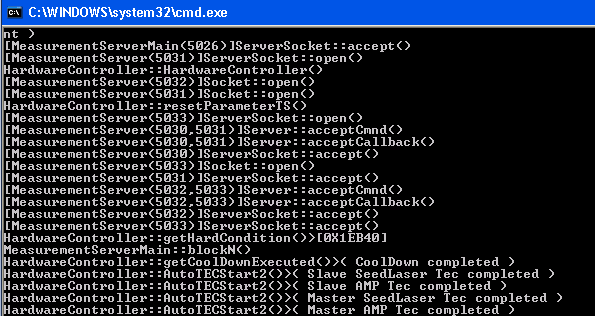 C:\WINDOWS\system32\cmd.exe
nt )
[MeasurementServerMain(5026)]ServerSocket::accept()
[MeasurementServer(5031)]ServerSocket::open()
HardwareController::HardwareController()
[MeasurementServer(5032)]Socket::open()
[MeasurementServer(5031)]Socket::open()
HardwareController::resetParameterTS()
[MeasurementServer(5033)]ServerSocket::open()
[MeasurementServer(5030,5031)]Server::acceptCmnd()
[MeasurementServer(5030,5031)]Server::acceptCallback()
[MeasurementServer(5030)]ServerSocket::accept()
[MeasurementServer(5033)]Socket::open()
[MeasurementServer(5031)]ServerSocket::accept()
[MeasurementServer(5032,5033)]Server::acceptCmnd()
[MeasurementServer(5032,5033)]Server::acceptCallback()
[MeasurementServer(5032)]ServerSocket::accept()
[MeasurementServer(5033)]ServerSocket::accept()
HardwareController::getHardCondition()>[0X1EB40]
MeasurementServerMain::blockN()
HardwareController::getCoolDownExecuted()>( CoolDown completed )
HardwareController::AutoTECStart2()>( Slave SeedLaser Tec completed )
HardwareController::AutoTECStart2()>( Slave AMP Tec completed )
HardwareController::AutoTECStart2()>( Master SeedLaser Tec completed )
HardwareController::AutoTECStart2()>( Master AMP Tec completed )